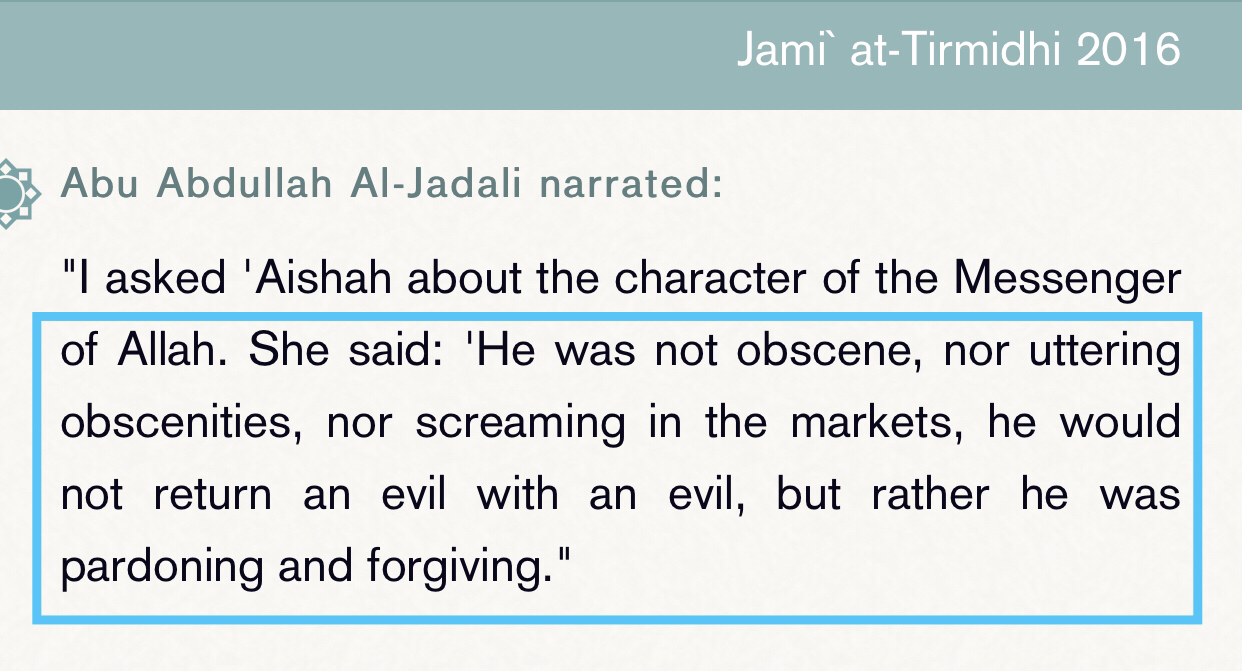 Jami` at-Tirmidhi 2016
Abu Abdullah Al-Jadali narrated:
"I asked 'Aishah about the character of the Messenger
of Allah. She said: 'He was not obscene, nor uttering
obscenities, nor screaming in the markets, he would
not return an evil with an evil, but rather he was
pardoning and forgiving."